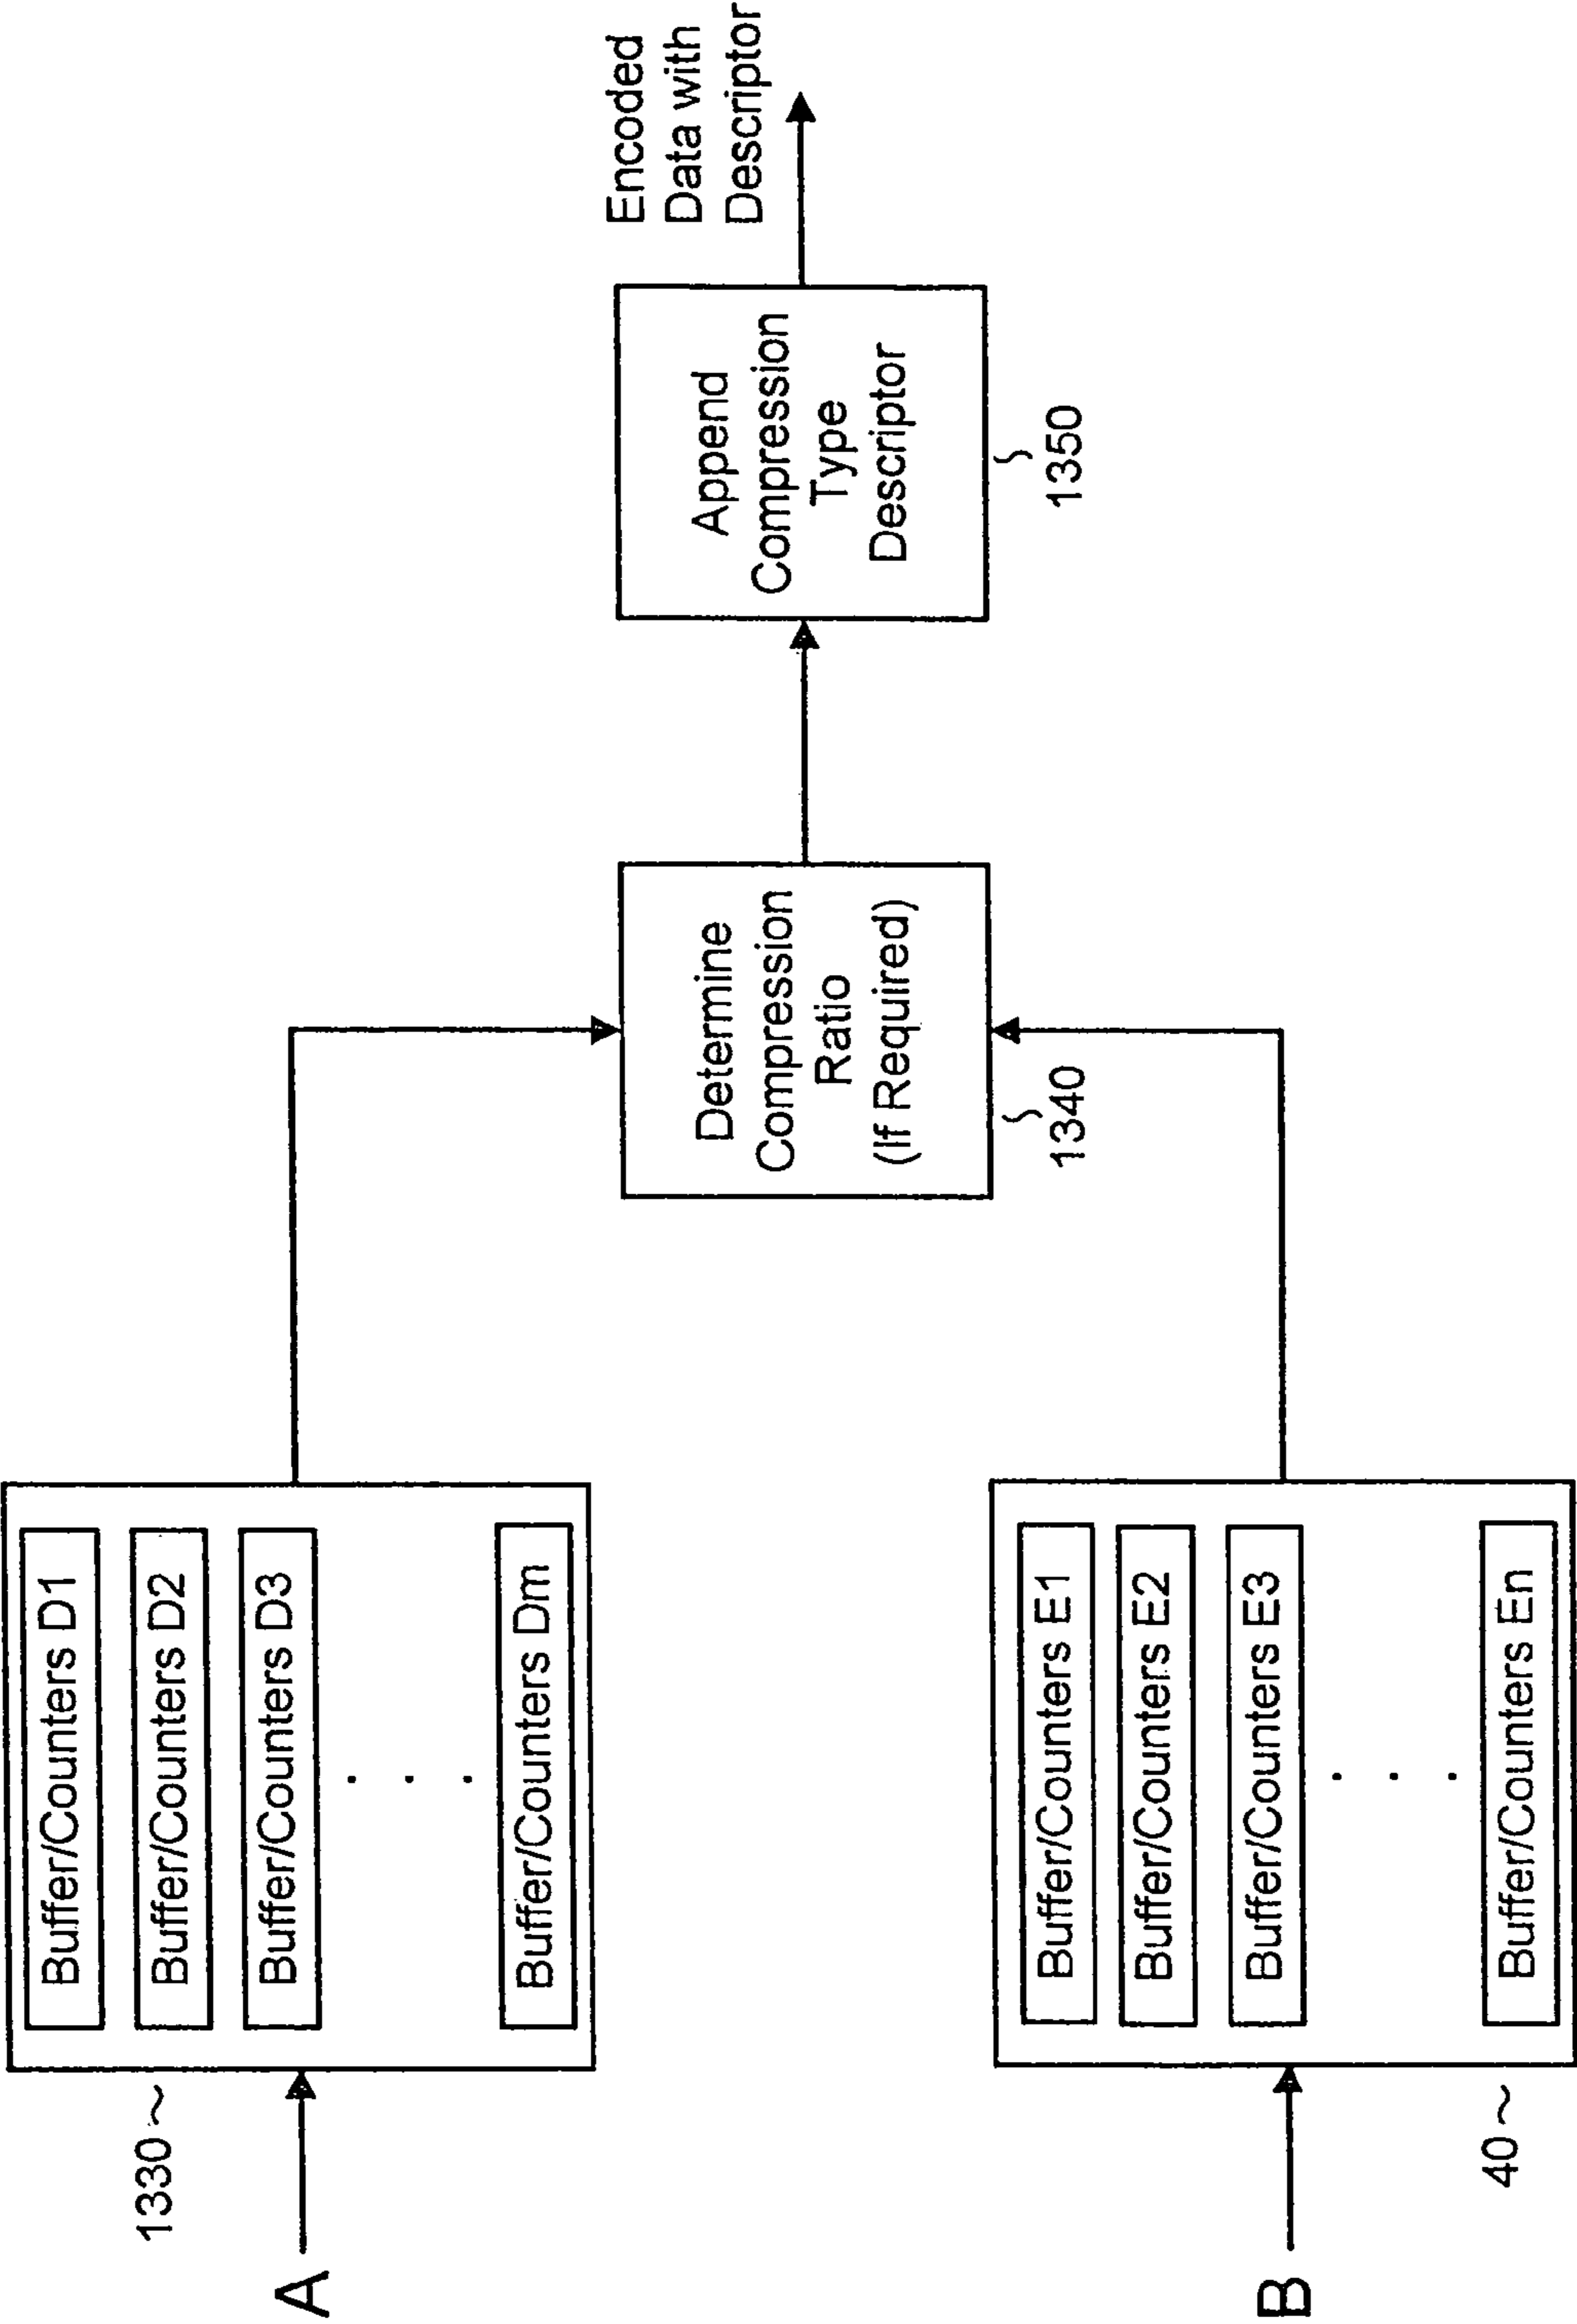 A
1330
Buffer/Counters D1
Buffer/Counters D2
Buffer/Counters D3
. . .
Buffer/Counters Dm
B
40
Buffer/Counters E1
Buffer/Counters E2
Buffer/Counters E3
. . .
Buffer/Counters En
Determine
Compression
Ratio
(If Required)
1340
Append
Compression
Type
Descriptor
1350
Encoded
Data with
Descriptor